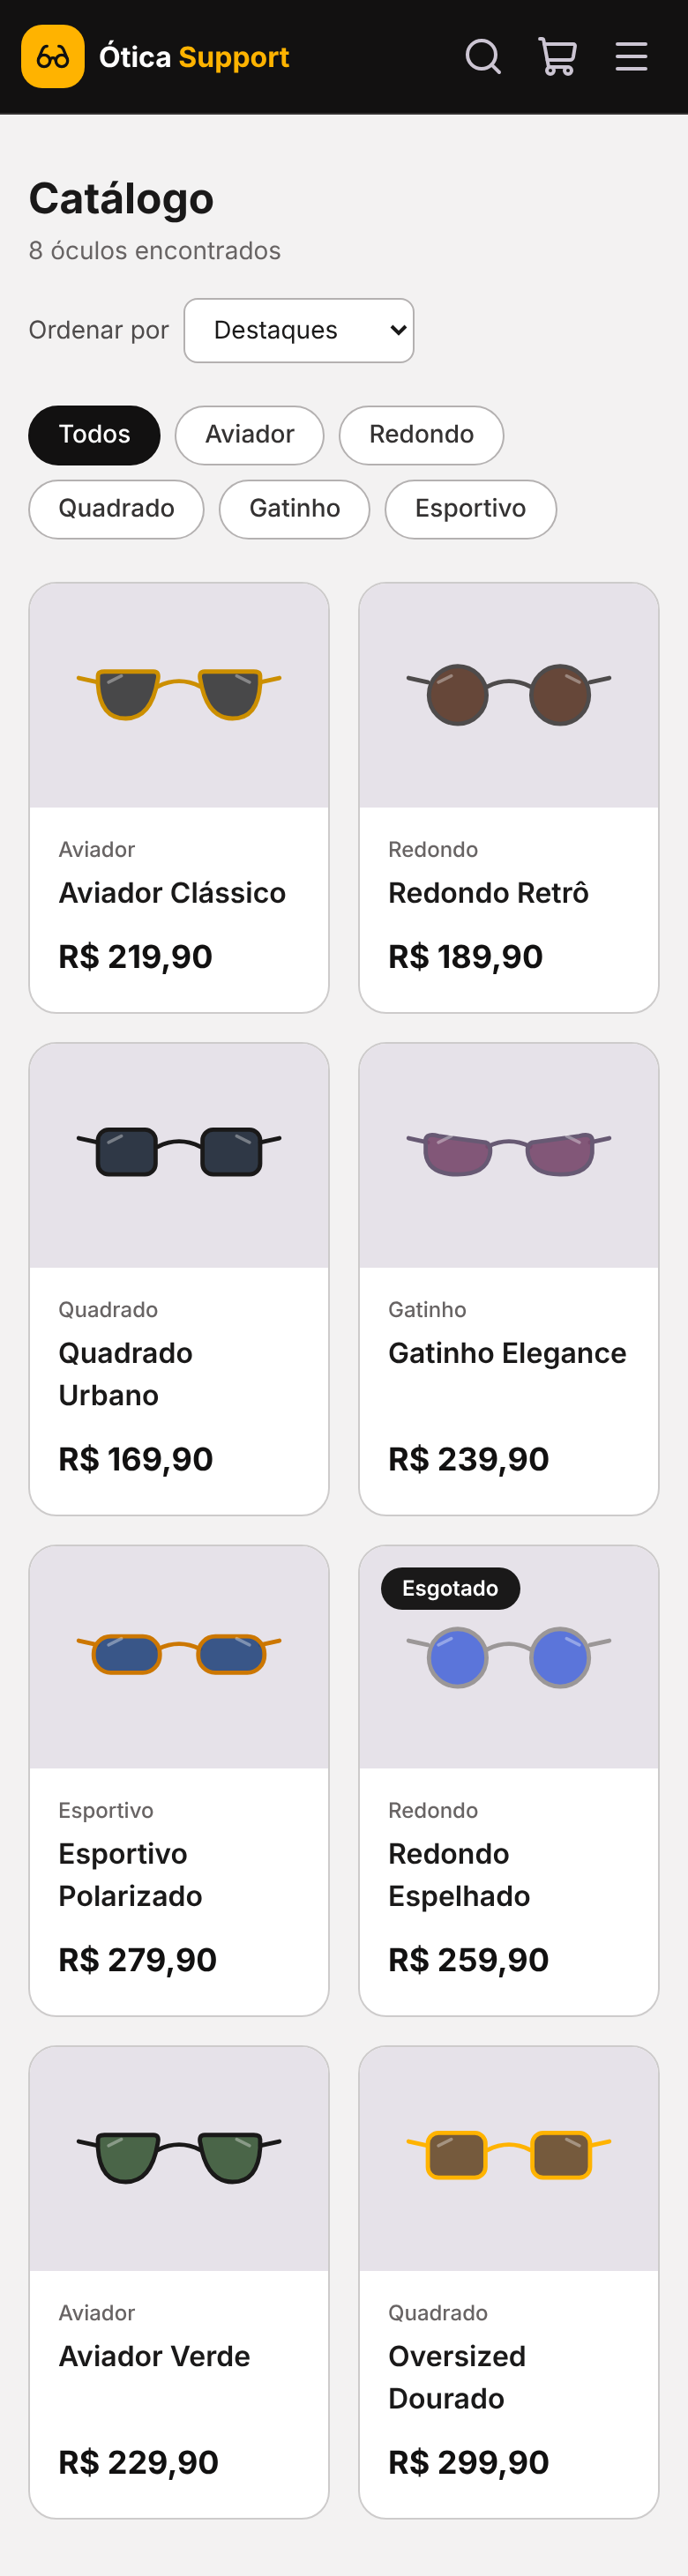 Ótica Support
Catálogo
8 óculos encontrados
Ordenar por Destaques
Todos Aviador Redondo
Quadrado Gatinho Esportivo
Aviador
Aviador Clássico
R$ 219,90
Redondo
Redondo Retrô
R$ 189,90
Quadrado
Quadrado
Urbano
R$ 169,90
Gatinho
Gatinho Elegance
R$ 239,90
Esportivo
Esportivo
Polarizado
R$ 279,90
Esgotado
Redondo
Redondo
Espelhado
R$ 259,90
Aviador
Aviador Verde
R$ 229,90
Quadrado
Oversized
Dourado
R$ 299,90